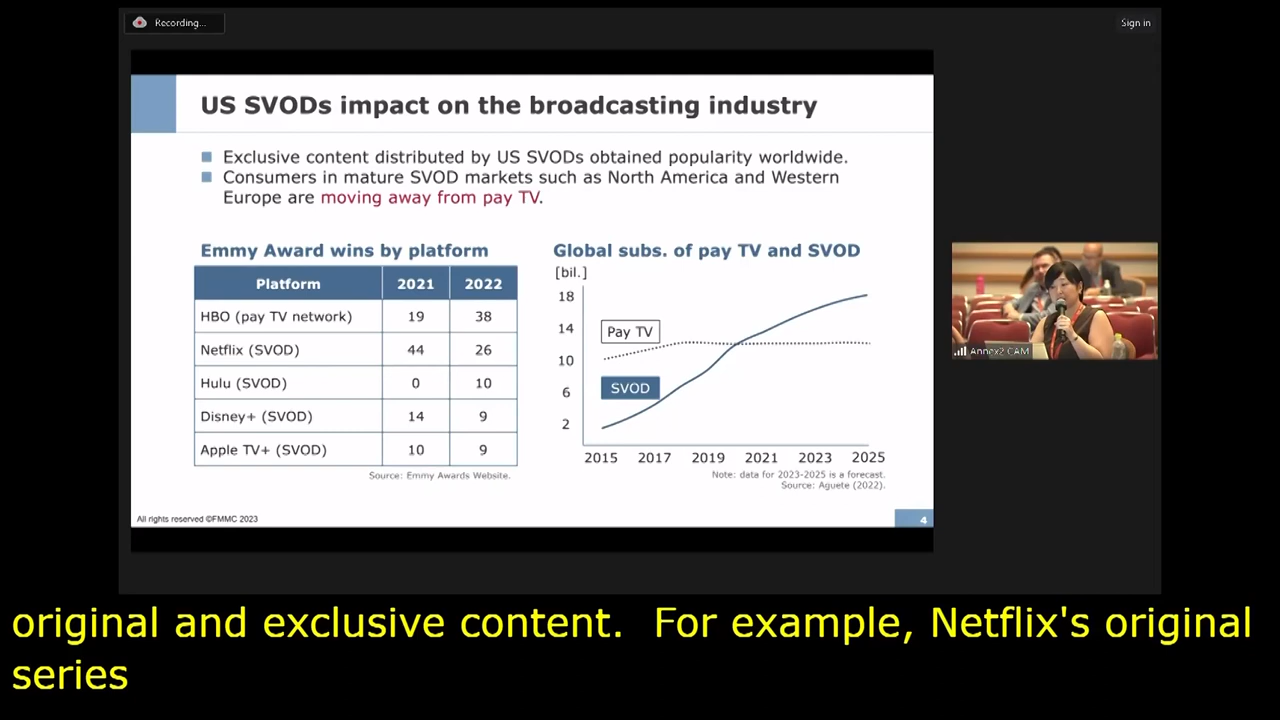 Recording...
Sign in
US SVODs impact on the broadcasting industry
Exclusive content distributed by US SVODs obtained popularity worldwide.
Consumers in mature SVOD markets such as North America and Western
Europe are moving away from pay TV.
Emmy Award wins by platform
Platform 2021 2022
HBO (pay TV network) 19 38
Netflix (SVOD) 44 26
Hulu (SVOD) 0 10
Disney+ (SVOD) 14 9
Apple TV+ (SVOD) 10 9
Source: Emmy Awards Website.
Global subs. of pay TV and SVOD
[bil.]
18
14
10
6
2
Pay TV
SVOD
2015 2017 2019 2021 2023 2025
Note: data for 2023-2025 is a forecast.
Source: Aguete (2022).
All rights reserved ©FMMC 2023
4
Annex2 CAM
original and exclusive content.  For example, Netflix's original
series